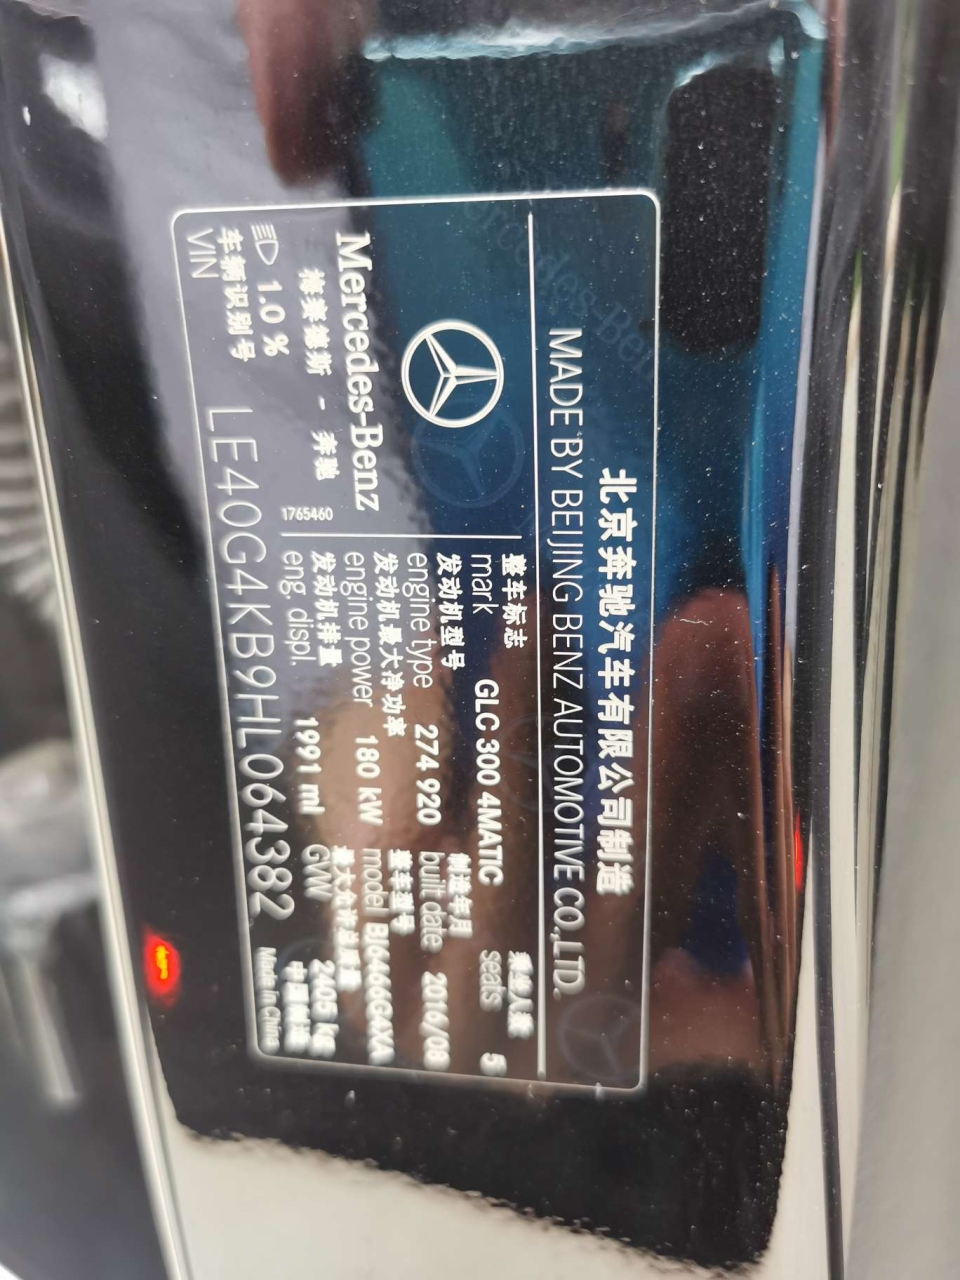 北京奔驰汽车有限公司制造
MADE BY BEIJING BENZ AUTOMOTIVE CO.,LTD.
Mercedes-Benz
梅赛德斯 - 奔驰
1765460
整车标志
mark GLC 300 4MATIC
乘坐人数
seats 5
发动机型号
engine type 274 920
制造年月
built date 2016/08
发动机最大净功率
engine power 180 kW
整车型号
model BJ6466G4XA
发动机排量
eng. displ. 1991 ml
最大允许总质量
GVW 2405 kg
1.0 %
车辆识别号
VIN LE40G4KB9HL064382
中国制造
Made in China